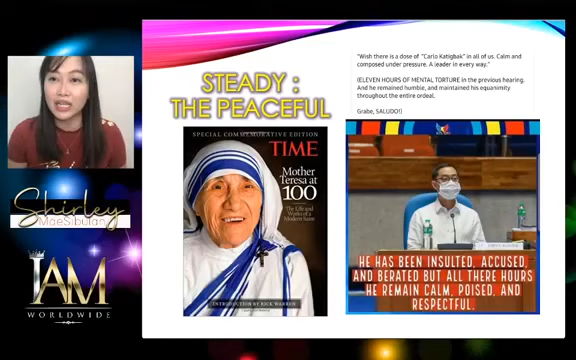 STEADY :
THE PEACEFUL
"Wish there is a dose of "Carlo Katigbak" in all of us. Calm and
composed under pressure. A leader in every way."
(ELEVEN HOURS OF MENTAL TORTURE in the previous hearing.
And he remained humble, and maintained his equanimity
throughout the entire ordeal.
Grabe, SALUDO!)
SPECIAL COMMEMORATIVE EDITION
TIME
Mother
Teresa at
100
The Life and
Works of a
Modern Saint
INTRODUCTION BY RICK WARREN
HE HAS BEEN INSULTED, ACCUSED,
AND BERATED BUT ALL THERE HOURS
HE REMAIN CALM, POISED, AND
RESPECTFUL.
Shirley
MaeSibulan
IAM
WORLDWIDE